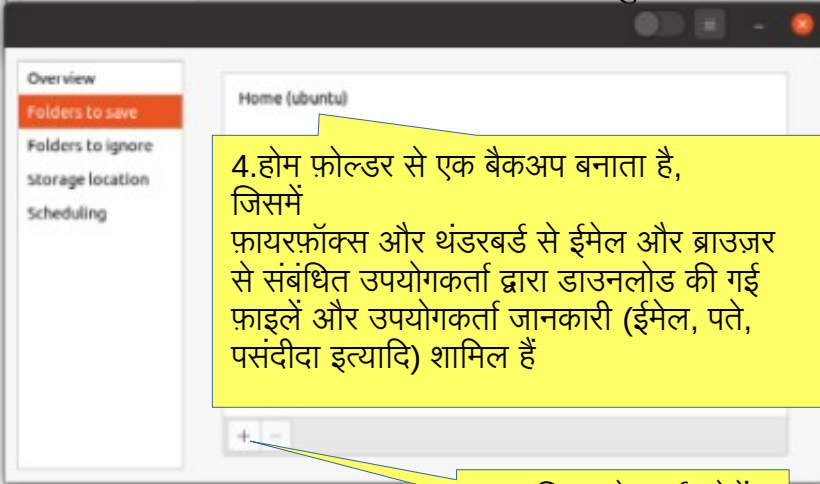 Overview
Folders to save
Folders to ignore
Storage location
Scheduling
Home (ubuntu)
4.होम फ़ोल्डर से एक बैकअप बनाता है,
जिसमें
फ़ायरफ़ॉक्स और थंडरबर्ड से ईमेल और ब्राउज़र
से संबंधित उपयोगकर्ता द्वारा डाउनलोड की गई
फ़ाइलें और उपयोगकर्ता जानकारी (ईमेल, पते,
पसंदीदा इत्यादि) शामिल हैं